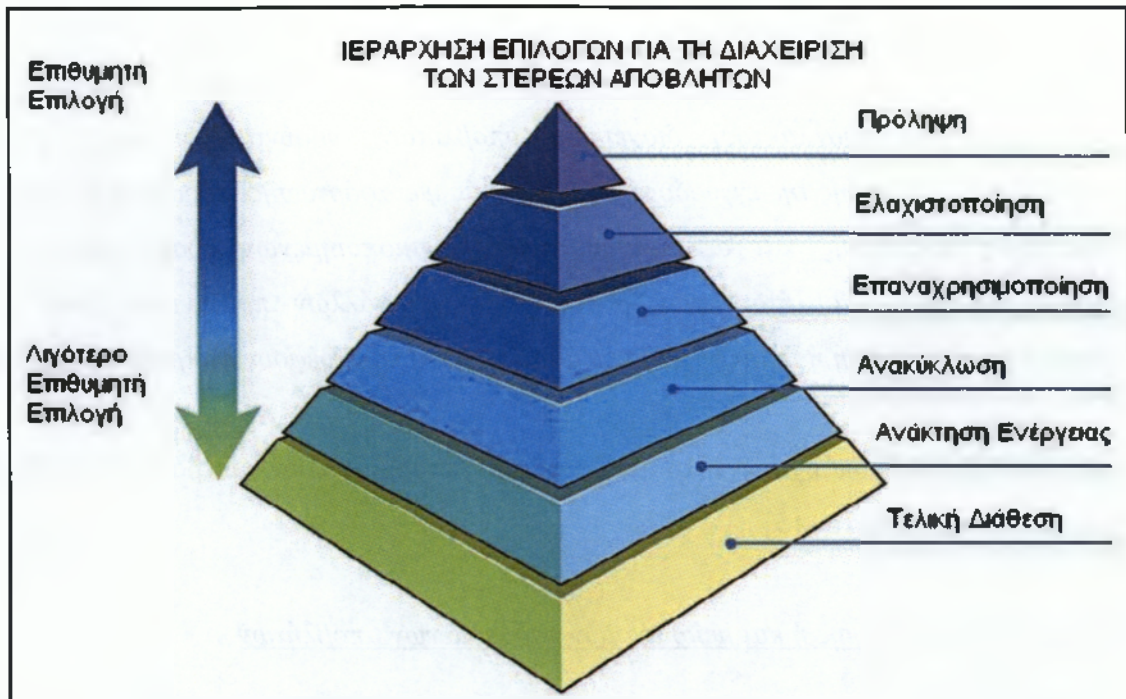 ΙΕΡΑΡΧΗΣΗ ΕΠΙΛΟΓΩΝ ΓΙΑ ΤΗ ΔΙΑΧΕΙΡΙΣΗ
ΤΩΝ ΣΤΕΡΕΩΝ ΑΠΟΒΛΗΤΩΝ
Επιθυμητή
Επιλογή
Πρόληψη
Ελαχιστοποίηση
Επαναχρησιμοποίηση
Λιγότερο
Επιθυμητή
Επιλογή
Ανακύκλωση
Ανάκτηση Ενέργειας
Τελική Διάθεση